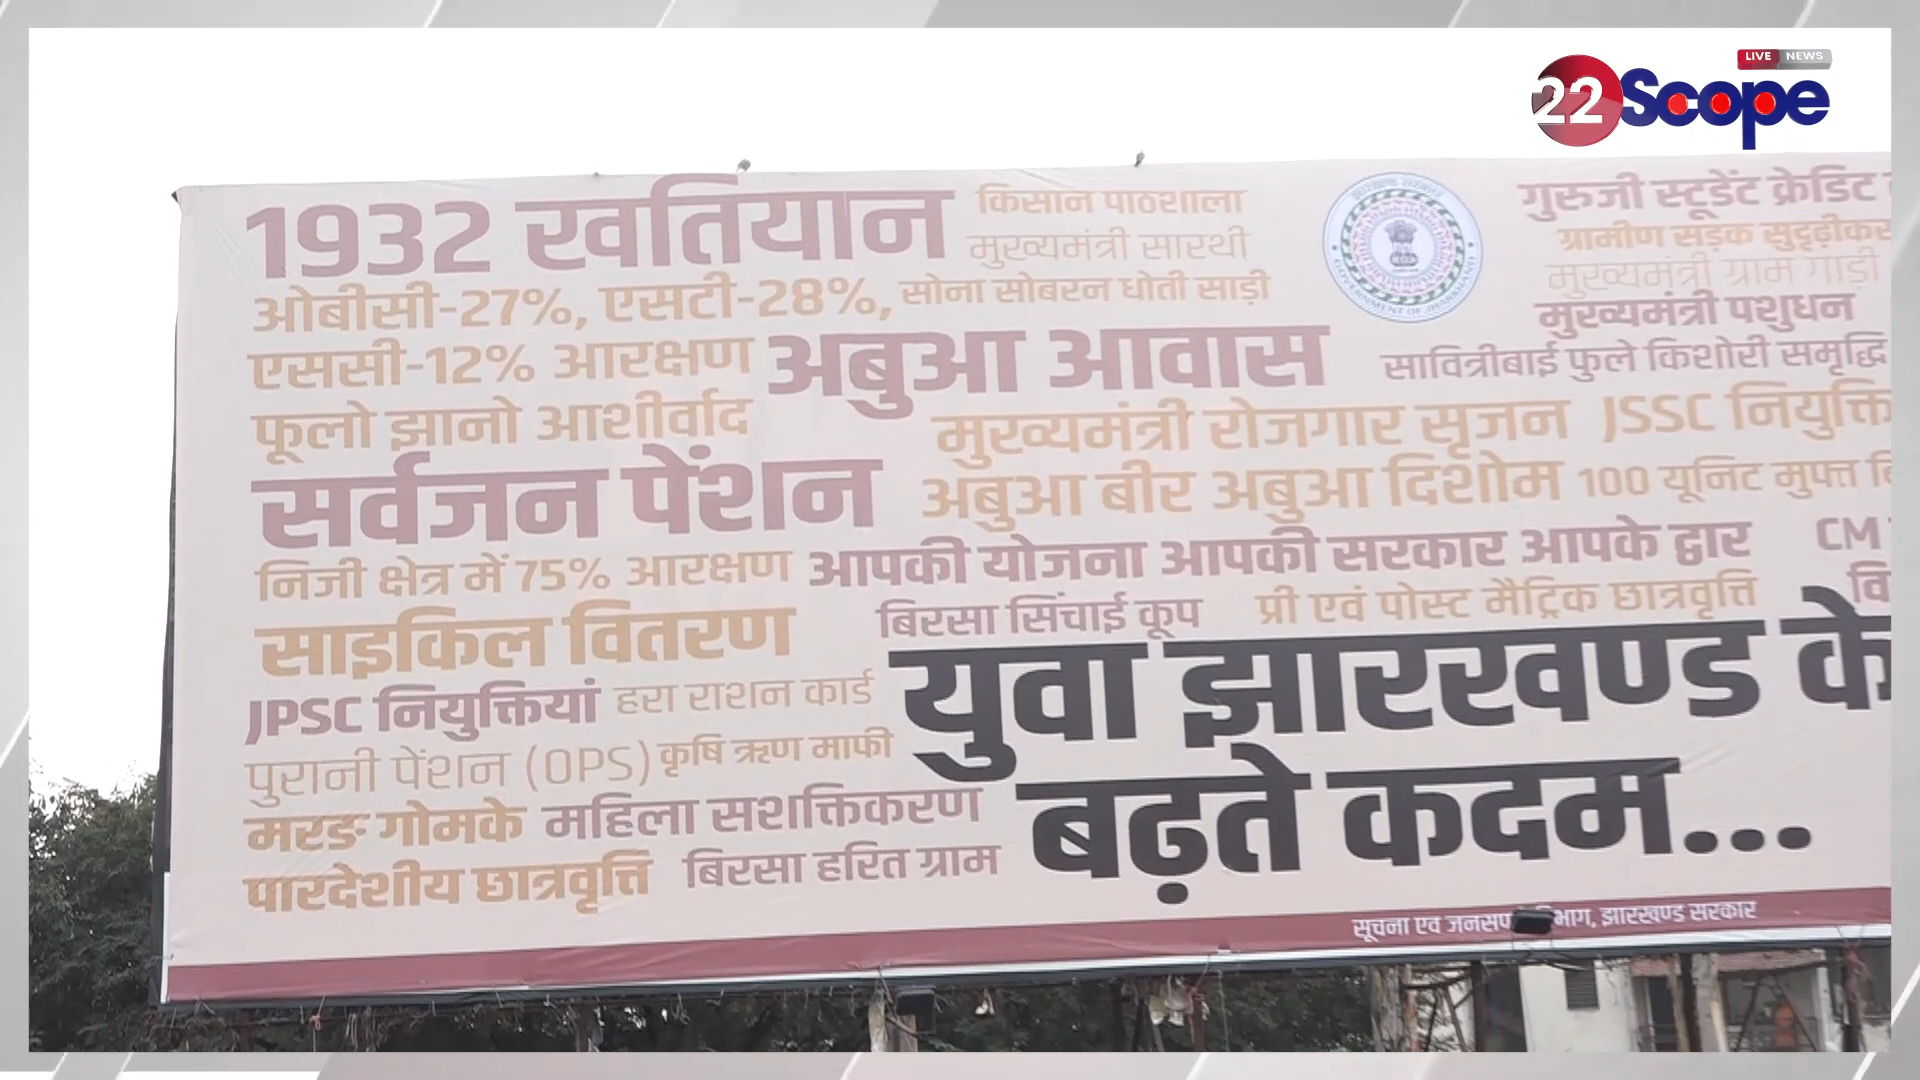 LIVE NEWS
22Scope
1932 खतियान
किसान पाठशाला
मुख्यमंत्री सारथी
ओबीसी-27%, एसटी-28%,
सोना सोबरन धोती साड़ी
एससी-12% आरक्षण
अबुआ आवास
GOVERNMENT OF JHARKHAND
गुरुजी स्टूडेंट क्रेडिट
ग्रामीण सड़क
मुख्यमंत्री ग्राम गाड़ी
मुख्यमंत्री पशुधन
सावित्रीबाई फुले किशोरी समृद्धि
फूलो झानो आशीर्वाद
मुख्यमंत्री रोजगार सृजन
JSSC
सर्वजन पेंशन
अबुआ बीर अबुआ दिशोम
100 यूनिट मुफ्त
निजी क्षेत्र में 75% आरक्षण
आपकी योजना आपकी सरकार आपके द्वार
CM
साइकिल वितरण
बिरसा सिंचाई कूप
प्री एवं पोस्ट मैट्रिक छात्रवृत्ति
JPSC नियुक्तियां
हरा राशन कार्ड
पुरानी पेंशन (OPS)
कृषि ऋण माफी
मरङ गोमके
महिला सशक्तिकरण
पारदेशीय छात्रवृत्ति
बिरसा हरित ग्राम
युवा झारखण्ड के
बढ़ते कदम...
सूचना एवं झारखण्ड सरकार